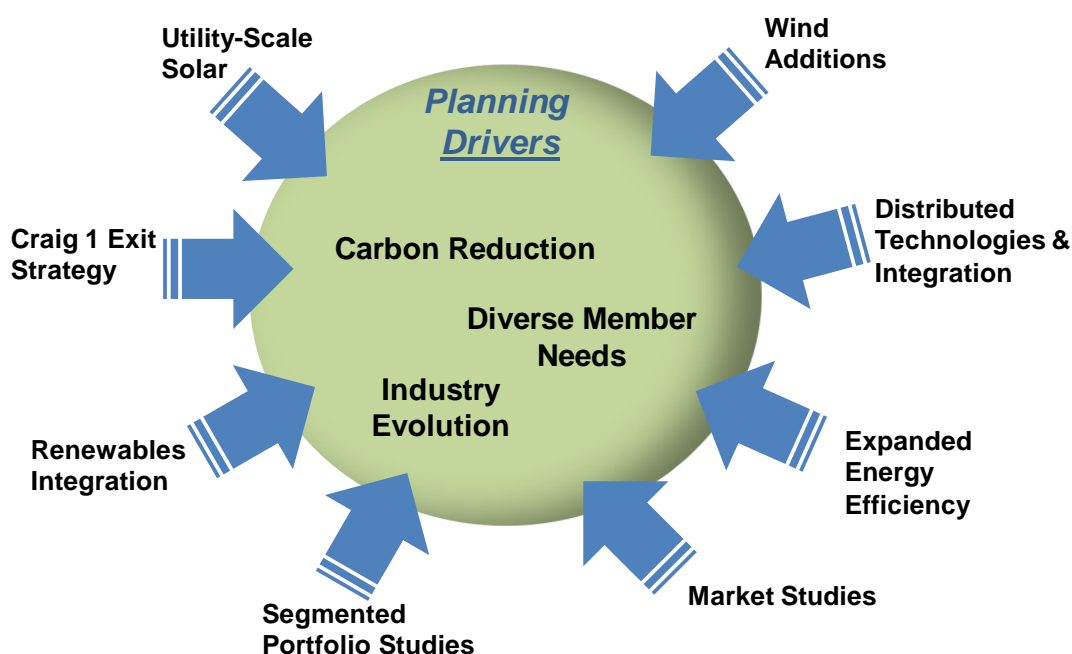 Utility-Scale
Solar
Wind
Additions
Planning
Drivers
Craig 1 Exit
Strategy
Carbon Reduction
Distributed
Technologies &
Integration
Diverse Member
Needs
Industry
Evolution
Renewables
Integration
Expanded
Energy
Efficiency
Segmented
Portfolio Studies
Market Studies